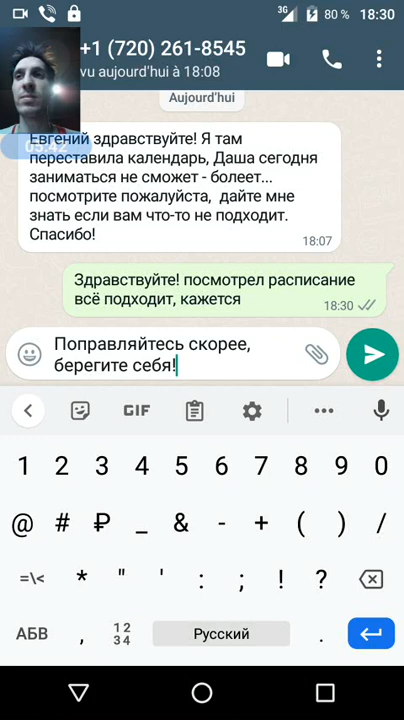 3G 80 % 18:30
+1 (720) 261-8545
vu aujourd'hui à 18:08
Aujourd'hui
05:42
Евгений здравствуйте! Я там
переставила календарь, Даша сегодня
заниматься не сможет - болеет...
посмотрите пожалуйста, дайте мне
знать если вам что-то не подходит.
Спасибо!
18:07
Здравствуйте! посмотрел расписание
всё подходит, кажется
18:30
Поправляйтесь скорее,
берегите себя!
GIF
1 2 3 4 5 6 7 8 9 0
@ # ₽ _ & - + ( ) /
=\< * " ' : ; ! ?
АБВ , 12 Русский .
34